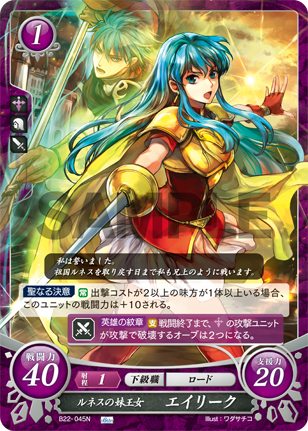 1
SAMPLE
私は誓いました。
祖国ルネスを取り戻す日まで私も兄上のように戦います。
聖なる決意 常 出撃コストが2以上の味方が1体以上いる場合、
このユニットの戦闘力は+10される。
英雄の紋章 支 戦闘終了まで、の攻撃ユニット
が攻撃で破壊するオーブは2つになる。
戦闘力
40
射程 1 下級職 ロード
支援力
20
ルネスの妹王女 エイリーク
B22-045N
Illust：ワダサチコ